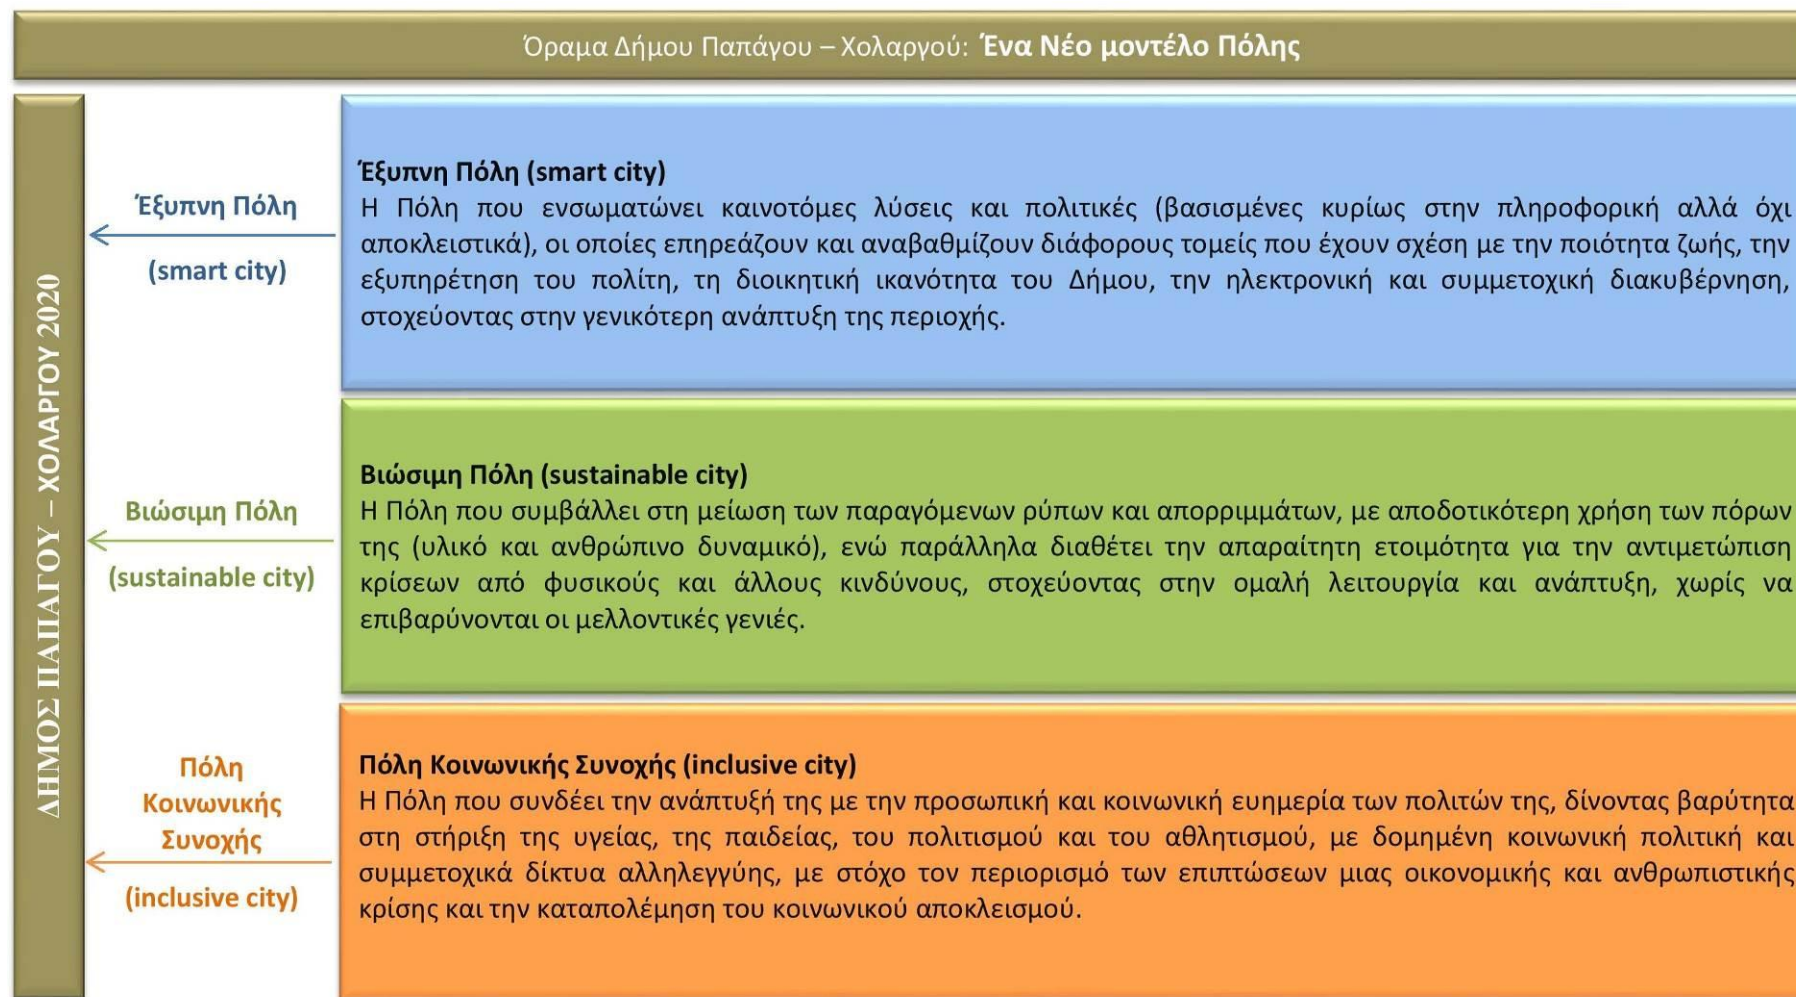 Όραμα Δήμου Παπάγου – Χολαργού: Ένα Νέο μοντέλο Πόλης
ΔΗΜΟΣ ΠΑΠΑΓΟΥ – ΧΟΛΑΡΓΟΥ 2020
Έξυπνη Πόλη
(smart city)
Έξυπνη Πόλη (smart city)
Η Πόλη που ενσωματώνει καινοτόμες λύσεις και πολιτικές (βασισμένες κυρίως στην πληροφορική αλλά όχι
αποκλειστικά), οι οποίες επηρεάζουν και αναβαθμίζουν διάφορους τομείς που έχουν σχέση με την ποιότητα ζωής, την
εξυπηρέτηση του πολίτη, τη διοικητική ικανότητα του Δήμου, την ηλεκτρονική και συμμετοχική διακυβέρνηση,
στοχεύοντας στην γενικότερη ανάπτυξη της περιοχής.
Βιώσιμη Πόλη
(sustainable city)
Βιώσιμη Πόλη (sustainable city)
Η Πόλη που συμβάλλει στη μείωση των παραγόμενων ρύπων και απορριμμάτων, με αποδοτικότερη χρήση των πόρων
της (υλικό και ανθρώπινο δυναμικό), ενώ παράλληλα διαθέτει την απαραίτητη ετοιμότητα για την αντιμετώπιση
κρίσεων από φυσικούς και άλλους κινδύνους, στοχεύοντας στην ομαλή λειτουργία και ανάπτυξη, χωρίς να
επιβαρύνονται οι μελλοντικές γενιές.
Πόλη
Κοινωνικής
Συνοχής
(inclusive city)
Πόλη Κοινωνικής Συνοχής (inclusive city)
Η Πόλη που συνδέει την ανάπτυξή της με την προσωπική και κοινωνική ευημερία των πολιτών της, δίνοντας βαρύτητα
στη στήριξη της υγείας, της παιδείας, του πολιτισμού και του αθλητισμού, με δομημένη κοινωνική πολιτική και
συμμετοχικά δίκτυα αλληλεγγύης, με στόχο τον περιορισμό των επιπτώσεων μιας οικονομικής και ανθρωπιστικής
κρίσης και την καταπολέμηση του κοινωνικού αποκλεισμού.